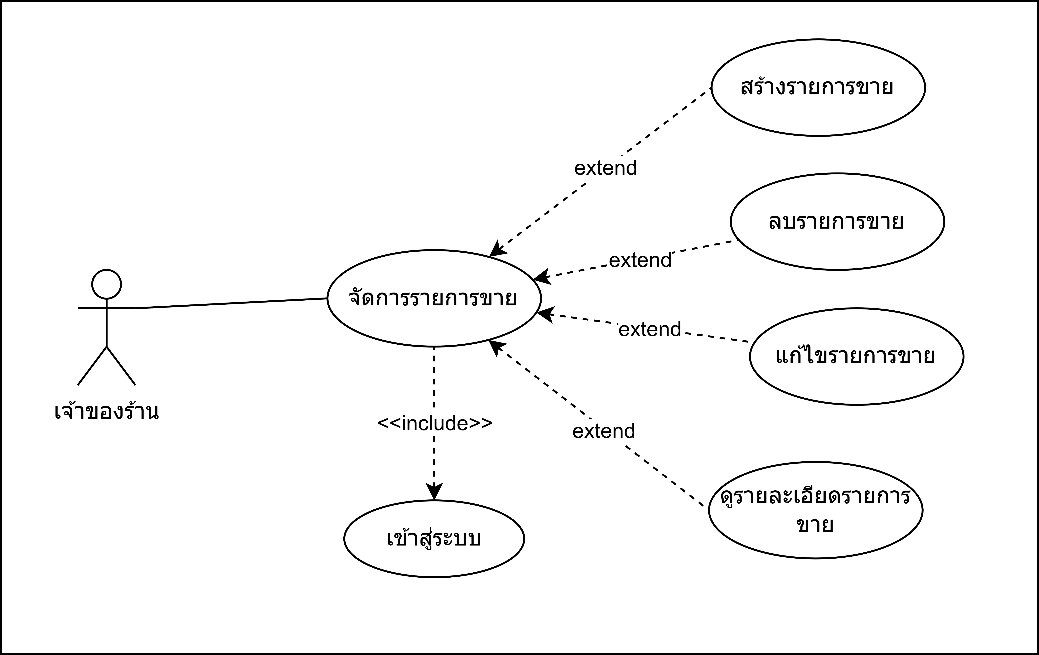 สร้างรายการขาย
extend
ลบรายการขาย
extend
จัดการรายการขาย
extend
แก้ไขรายการขาย
เจ้าของร้าน
<<include>>
extend
ดูรายละเอียดรายการ
ขาย
เข้าสู่ระบบ